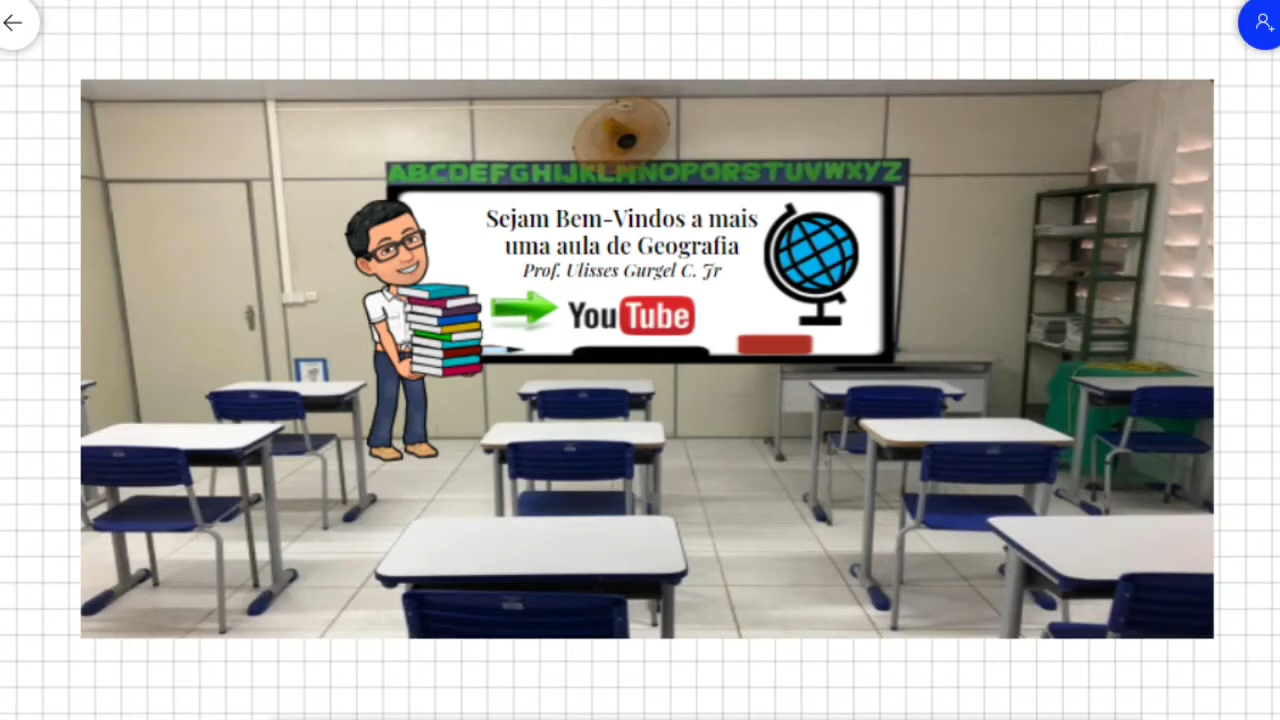 ABCDEFGHIJKLMNOPQRSTUVWXYZ
Sejam Bem-Vindos a mais
uma aula de Geografia
Prof. Ulisses Gurgel C. Jr
YouTube